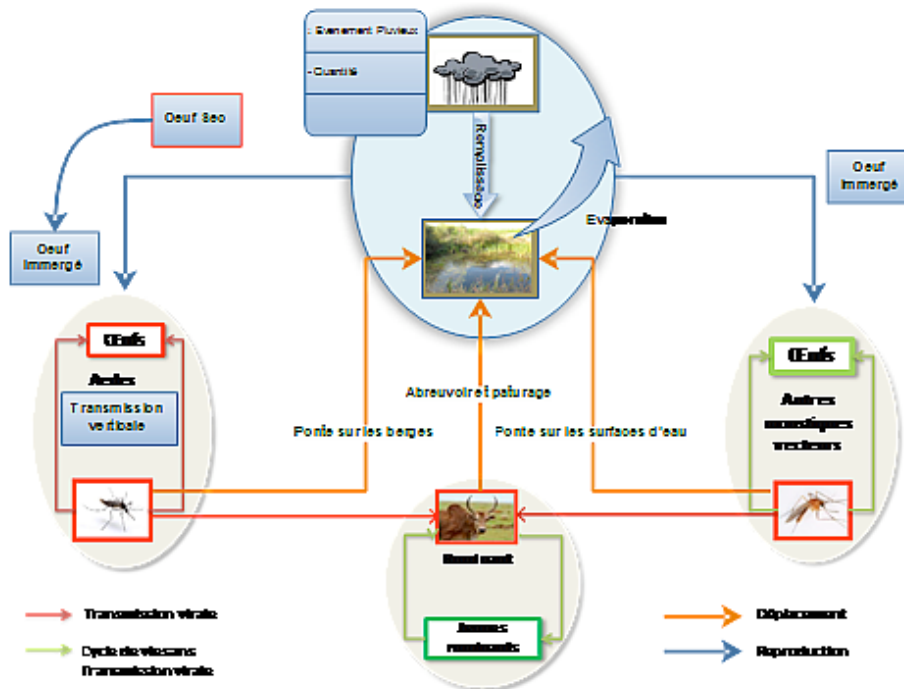 : Evenement Pluvieux
- Quantité
Remplissage
Evaporation
Oeuf Sec
Oeuf
Immergé
Oeuf
Immergé
Œufs
Aedes
Transmission
verticale
Œufs
Autres
moustiques
vecteurs
Abreuvoir et paturage
Ponte sur les berges
Ponte sur les surfaces d'eau
Ruminant
Jeunes
ruminants
Transmission virale
Cycle de vie sans
Transmission virale
Déplacement
Reproduction